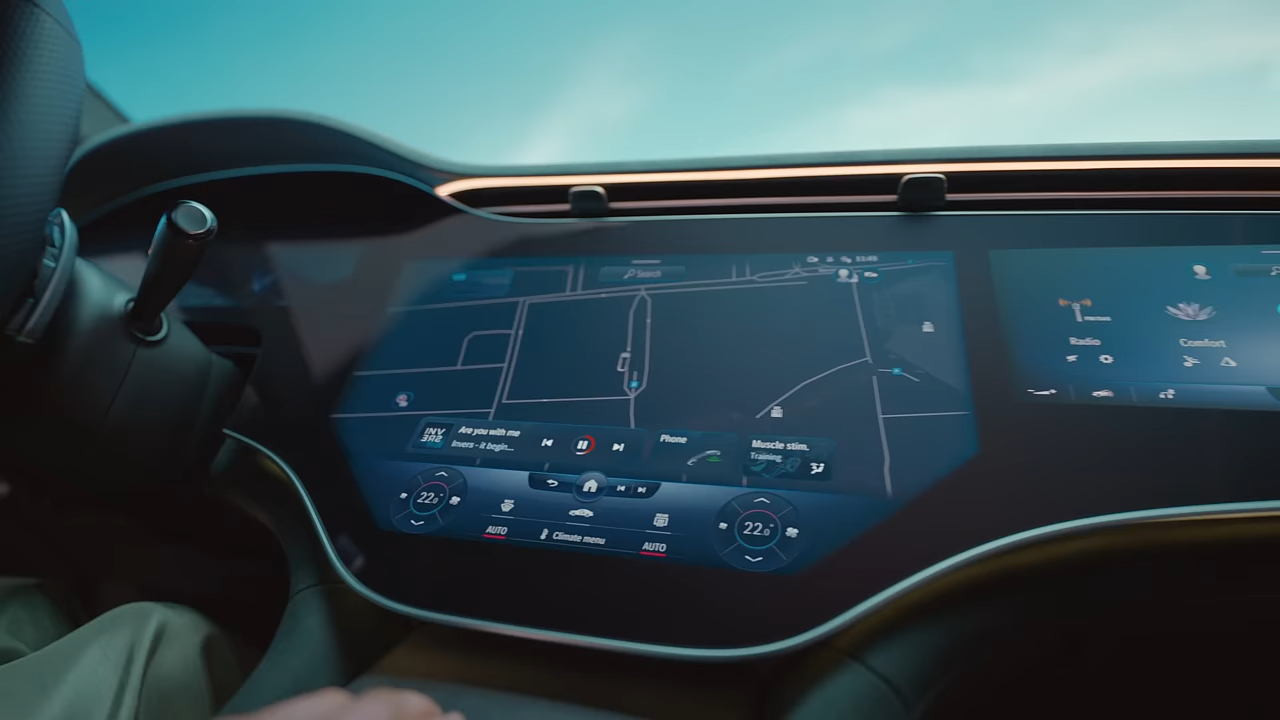 Search
Radio
Comfort
INV
3RS
Are you with me
Invers - it begin...
Phone
Muscle stim.
Training
22.0°
22.0°
AUTO
Climate menu
AUTO